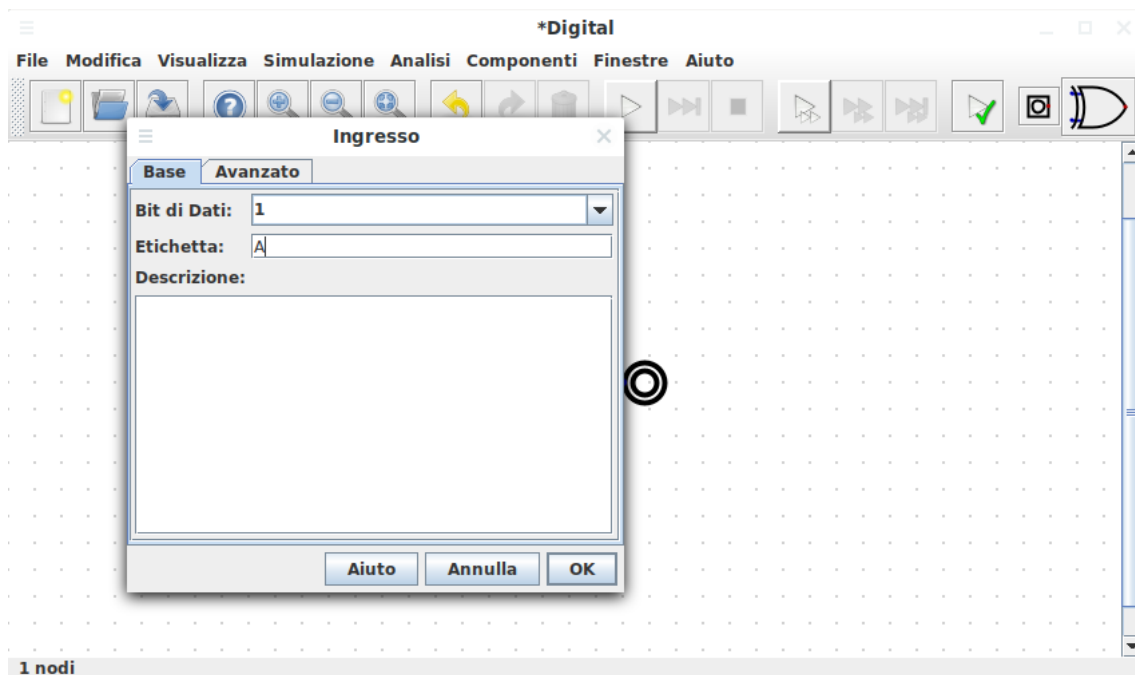 *Digital
File Modifica Visualizza Simulazione Analisi Componenti Finestre Aiuto
Ingresso
Base Avanzato
Bit di Dati: 1
Etichetta: A
Descrizione:
Aiuto Annulla OK
1 nodi